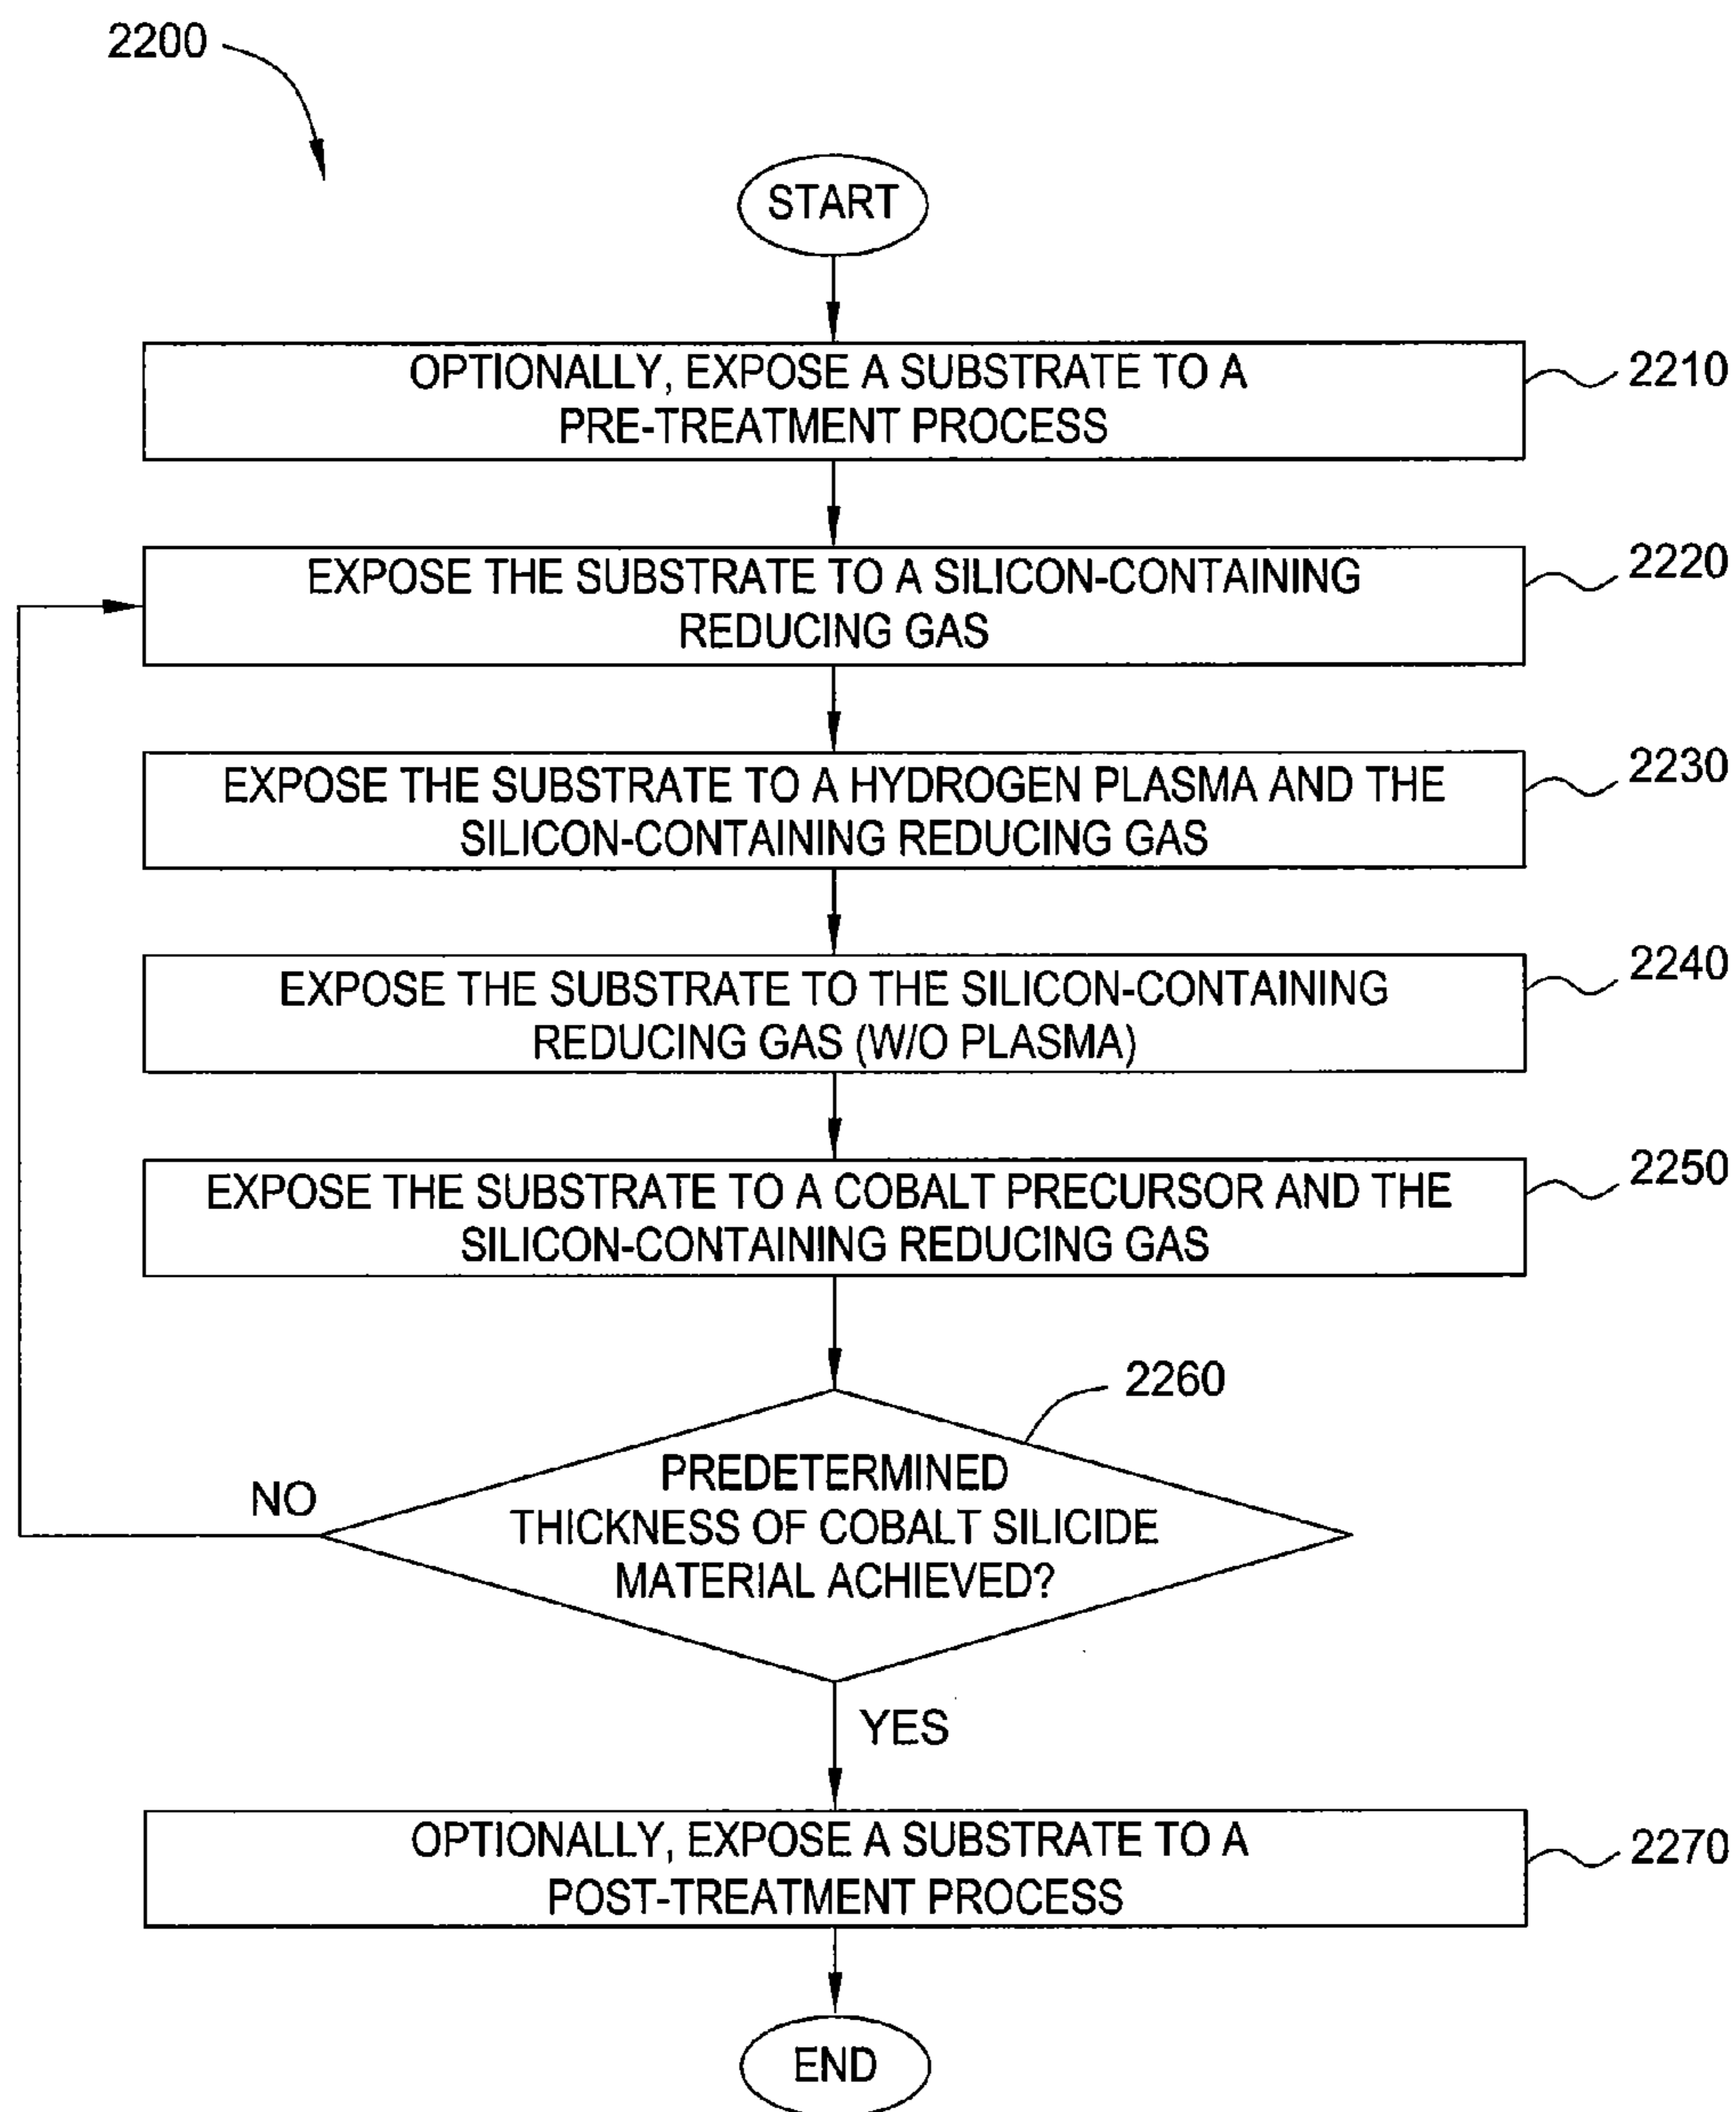 2200
START
OPTIONALLY, EXPOSE A SUBSTRATE TO A
PRE-TREATMENT PROCESS
2210
EXPOSE THE SUBSTRATE TO A SILICON-CONTAINING
REDUCING GAS
2220
EXPOSE THE SUBSTRATE TO A HYDROGEN PLASMA AND THE
SILICON-CONTAINING REDUCING GAS
2230
EXPOSE THE SUBSTRATE TO THE SILICON-CONTAINING
REDUCING GAS (W/O PLASMA)
2240
EXPOSE THE SUBSTRATE TO A COBALT PRECURSOR AND THE
SILICON-CONTAINING REDUCING GAS
2250
2260
PREDETERMINED
THICKNESS OF COBALT SILICIDE
MATERIAL ACHIEVED?
NO
YES
OPTIONALLY, EXPOSE A SUBSTRATE TO A
POST-TREATMENT PROCESS
2270
END